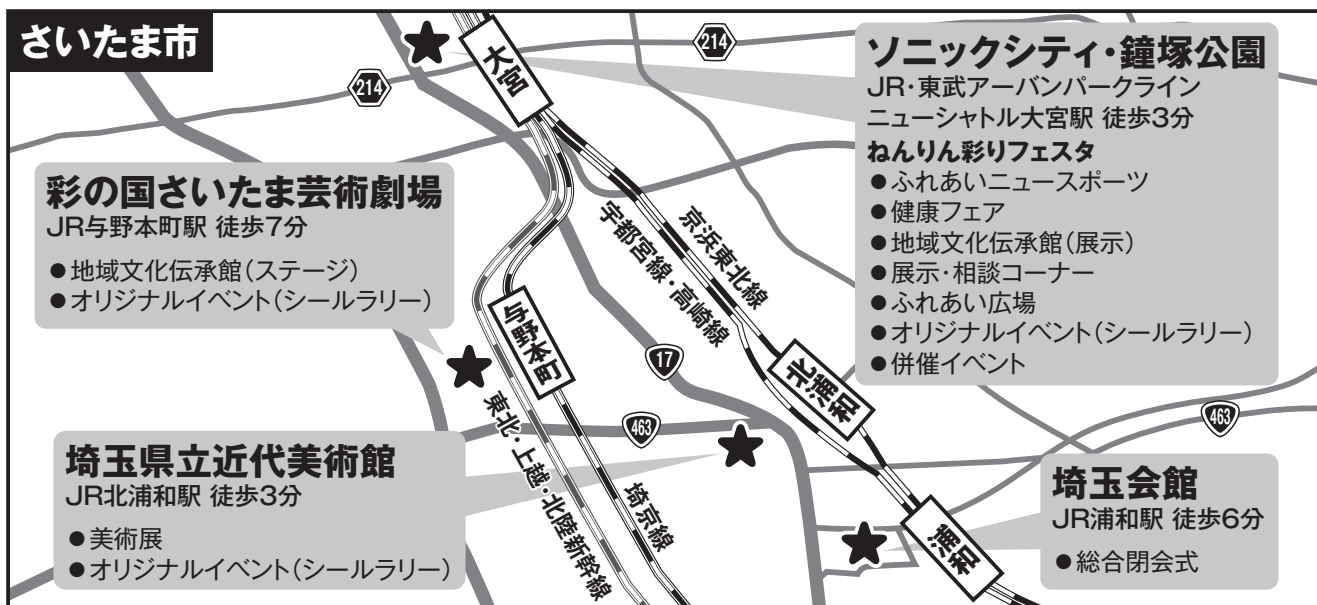 さいたま市
大宮
214
214
ソニックシティ・鐘塚公園
JR・東武アーバンパークライン
ニューシャトル大宮駅 徒歩3分
ねんりん彩りフェスタ
●ふれあいニュースポーツ
●健康フェア
●地域文化伝承館(展示)
●展示・相談コーナー
●ふれあい広場
●オリジナルイベント(シールラリー)
●併催イベント
彩の国さいたま芸術劇場
JR与野本町駅 徒歩7分
●地域文化伝承館(ステージ)
●オリジナルイベント(シールラリー)
京浜東北線
宇都宮線・高崎線
与野本町
17
北浦和
463
463
東北・上越・北陸新幹線
埼京線
埼玉県立近代美術館
JR北浦和駅 徒歩3分
●美術展
●オリジナルイベント(シールラリー)
浦和
埼玉会館
JR浦和駅 徒歩6分
●総合閉会式